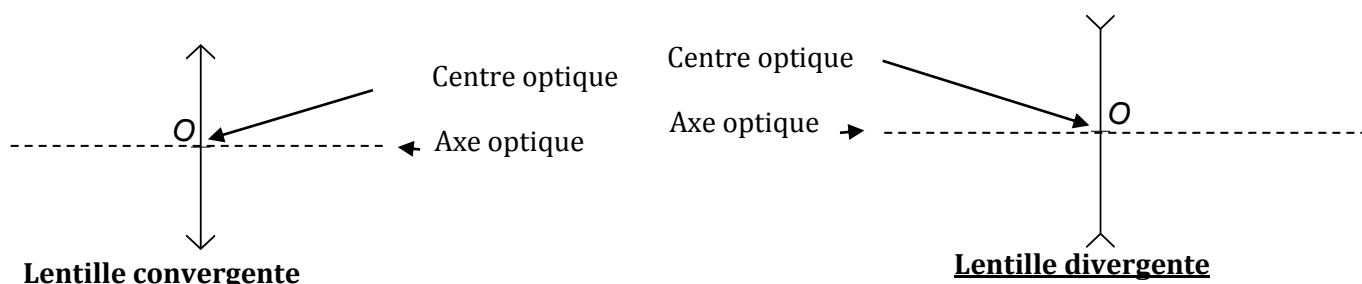 Centre optique
O
Axe optique
Lentille convergente
Centre optique
O
Axe optique
Lentille divergente